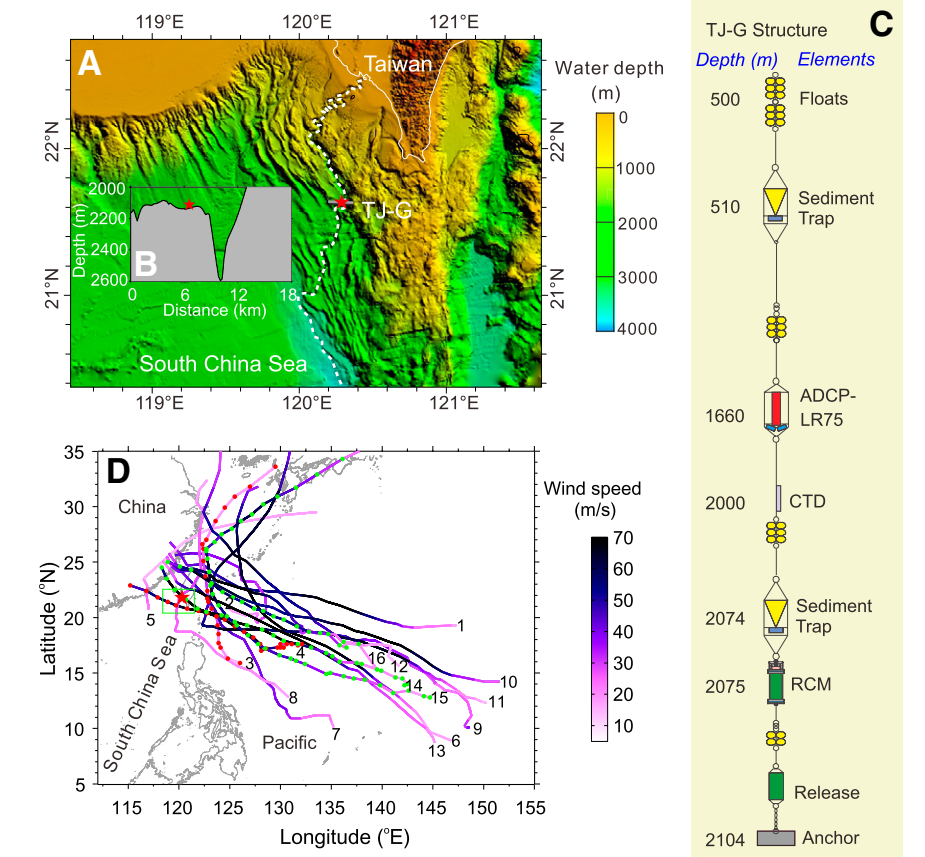 119°E 120°E 121°E
A
Taiwan
22°N
21°N
TJ-G
2000
2200
2400
2600
Depth (m)
B
0 6 12 18
Distance (km)
South China Sea
22°N
21°N
119°E 120°E 121°E
Water depth
(m)
0
1000
2000
3000
4000
C
TJ-G Structure
Depth (m) Elements
500 Floats
510 Sediment
Trap
1660 ADCP-
LR75
2000 CTD
2074 Sediment
Trap
2075 RCM
Release
2104 Anchor
D
35
30
25
20
15
10
5
Latitude (°N)
China
South China Sea
Pacific
1
2
3
4
5
6
7
8
9
10
11
12
13
14
15
16
115 120 125 130 135 140 145 150 155
Longitude (°E)
Wind speed
(m/s)
70
60
50
40
30
20
10